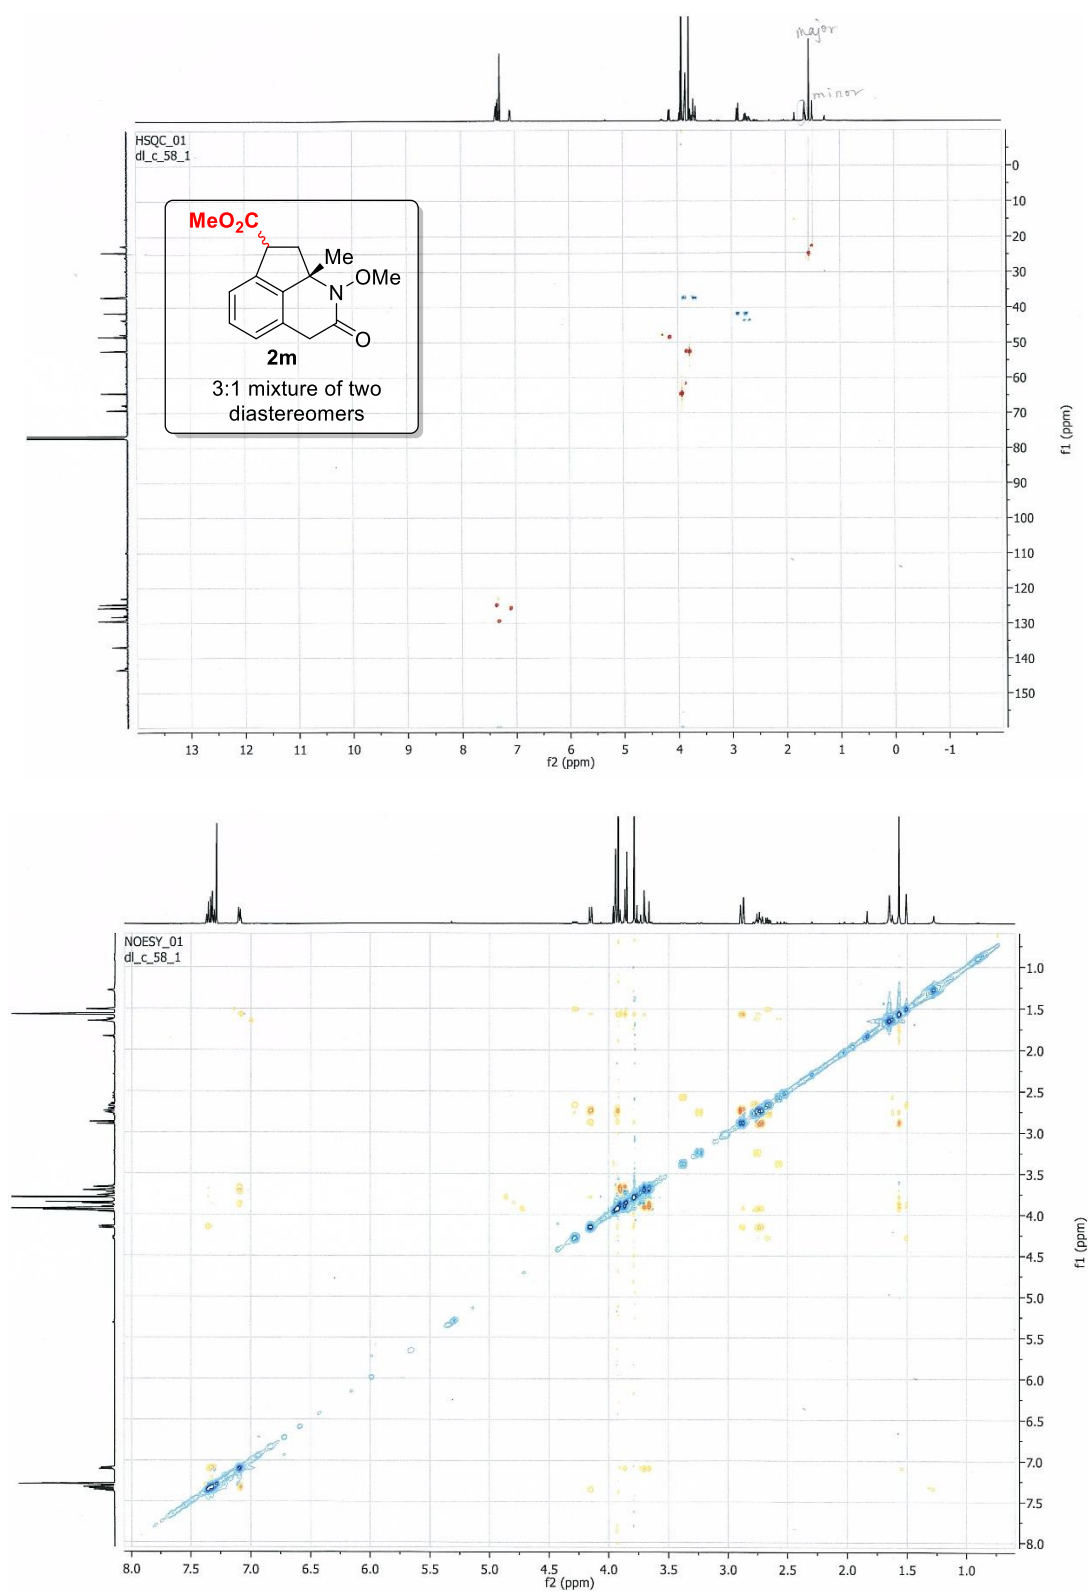 major
minor
HSQC_01
dl_c_58_1
MeO2C
Me
OMe
N
O
2m
3:1 mixture of two
diastereomers
0
10
20
30
40
50
60
70
80
90
100
110
120
130
140
150
f1 (ppm)
13 12 11 10 9 8 7 6 5 4 3 2 1 0 -1
f2 (ppm)
NOESY_01
dl_c_58_1
1.0
1.5
2.0
2.5
3.0
3.5
4.0
4.5
5.0
5.5
6.0
6.5
7.0
7.5
8.0
f1 (ppm)
8.0 7.5 7.0 6.5 6.0 5.5 5.0 4.5 4.0 3.5 3.0 2.5 2.0 1.5 1.0
f2 (ppm)